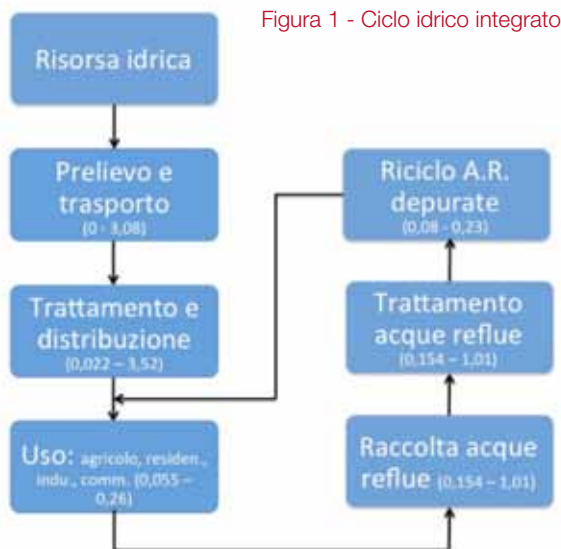 Figura 1 - Ciclo idrico integrato
Risorsa idrica
Prelievo e
trasporto
(0 - 3,08)
Trattamento e
distribuzione
(0,022 – 3,52)
Uso: agricolo, residen.,
indu., comm. (0,055 –
0,26)
Riciclo A.R.
depurate
(0,08 - 0,23)
Trattamento
acque reflue
(0,154 – 1,01)
Raccolta acque
reflue (0,154 – 1,01)